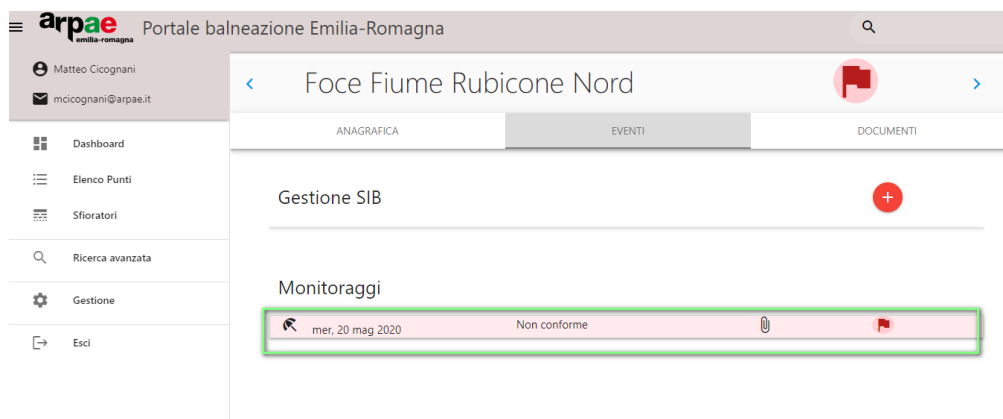 arpae
emilia-romagna
Portale balneazione Emilia-Romagna
Matteo Cicognani
mcicognani@arpae.it
Dashboard
Elenco Punti
Sfioratori
Ricerca avanzata
Gestione
Esci
Foce Fiume Rubicone Nord
ANAGRAFICA EVENTI DOCUMENTI
Gestione SIB
Monitoraggi
mer, 20 mag 2020 Non conforme